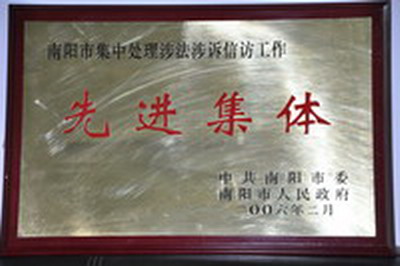 南阳市集中处理涉法涉诉信访工作
先进集体
中共南阳市委
南阳市人民政府
二〇〇六年二月